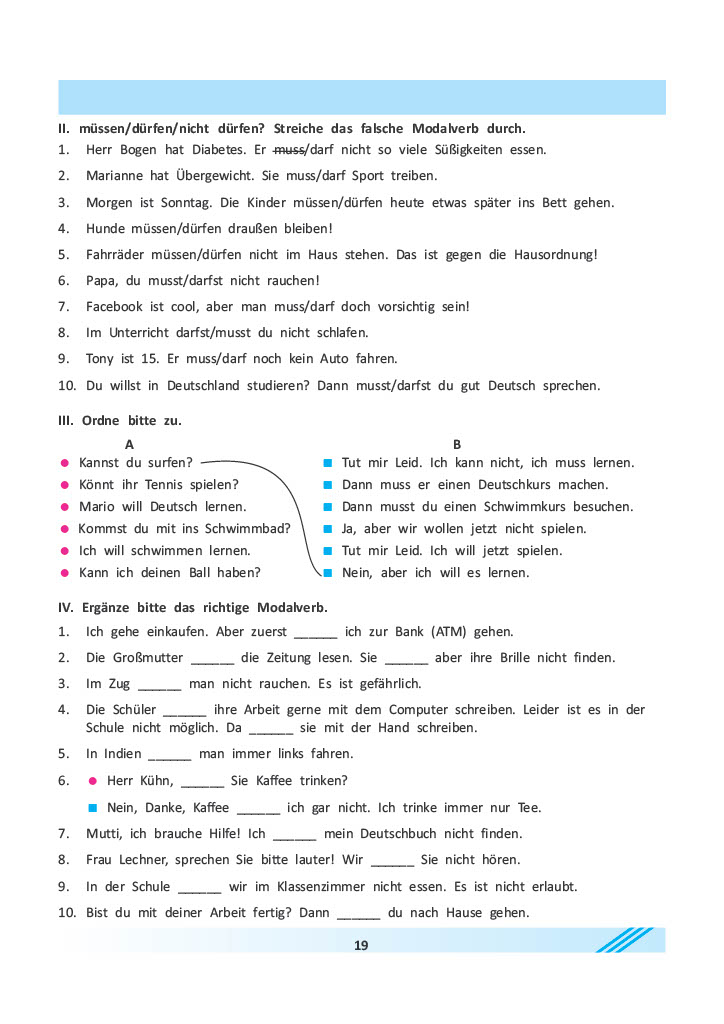 II. müssen/dürfen/nicht dürfen? Streiche das falsche Modalverb durch.
1. Herr Bogen hat Diabetes. Er muss/darf nicht so viele Süßigkeiten essen.
2. Marianne hat Übergewicht. Sie muss/darf Sport treiben.
3. Morgen ist Sonntag. Die Kinder müssen/dürfen heute etwas später ins Bett gehen.
4. Hunde müssen/dürfen draußen bleiben!
5. Fahrräder müssen/dürfen nicht im Haus stehen. Das ist gegen die Hausordnung!
6. Papa, du musst/darfst nicht rauchen!
7. Facebook ist cool, aber man muss/darf doch vorsichtig sein!
8. Im Unterricht darfst/musst du nicht schlafen.
9. Tony ist 15. Er muss/darf noch kein Auto fahren.
10. Du willst in Deutschland studieren? Dann musst/darfst du gut Deutsch sprechen.
III. Ordne bitte zu.
A B
Kannst du surfen? Tut mir Leid. Ich kann nicht, ich muss lernen.
Könnt ihr Tennis spielen? Dann muss er einen Deutschkurs machen.
Mario will Deutsch lernen. Dann musst du einen Schwimmkurs besuchen.
Kommst du mit ins Schwimmbad? Ja, aber wir wollen jetzt nicht spielen.
Ich will schwimmen lernen. Tut mir Leid. Ich will jetzt spielen.
Kann ich deinen Ball haben? Nein, aber ich will es lernen.
IV. Ergänze bitte das richtige Modalverb.
1. Ich gehe einkaufen. Aber zuerst ______ ich zur Bank (ATM) gehen.
2. Die Großmutter ______ die Zeitung lesen. Sie ______ aber ihre Brille nicht finden.
3. Im Zug ______ man nicht rauchen. Es ist gefährlich.
4. Die Schüler ______ ihre Arbeit gerne mit dem Computer schreiben. Leider ist es in der
Schule nicht möglich. Da ______ sie mit der Hand schreiben.
5. In Indien ______ man immer links fahren.
6. Herr Kühn, ______ Sie Kaffee trinken?
Nein, Danke, Kaffee ______ ich gar nicht. Ich trinke immer nur Tee.
7. Mutti, ich brauche Hilfe! Ich ______ mein Deutschbuch nicht finden.
8. Frau Lechner, sprechen Sie bitte lauter! Wir ______ Sie nicht hören.
9. In der Schule ______ wir im Klassenzimmer nicht essen. Es ist nicht erlaubt.
10. Bist du mit deiner Arbeit fertig? Dann ______ du nach Hause gehen.
19